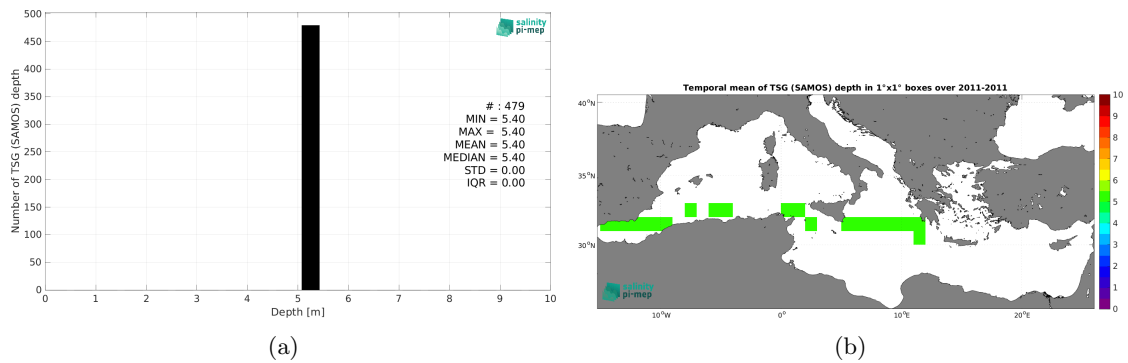 500
450
400
350
300
250
200
150
100
50
0
Number of TSG (SAMOS) depth
salinity
pi-mep
# : 479
MIN = 5.40
MAX = 5.40
MEAN = 5.40
MEDIAN = 5.40
STD = 0.00
IQR = 0.00
0 1 2 3 4 5 6 7 8 9 10
Depth [m]
(a)
Temporal mean of TSG (SAMOS) depth in 1°x1° boxes over 2011-2011
40°N
35°N
30°N
salinity
pi-mep
10°W 0° 10°E 20°E
10
9
8
7
6
5
4
3
2
1
0
(b)